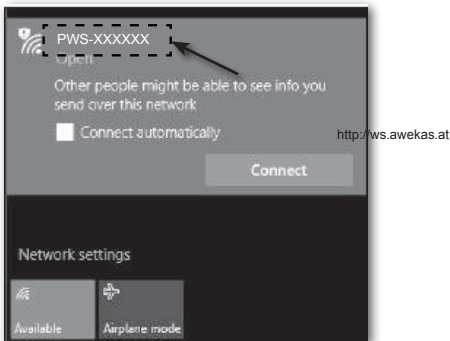 PWS-XXXXXX
Open
Other people might be able to see info you
send over this network
Connect automatically
http://ws.awekas.at
Connect
Network settings
Available
Airplane mode